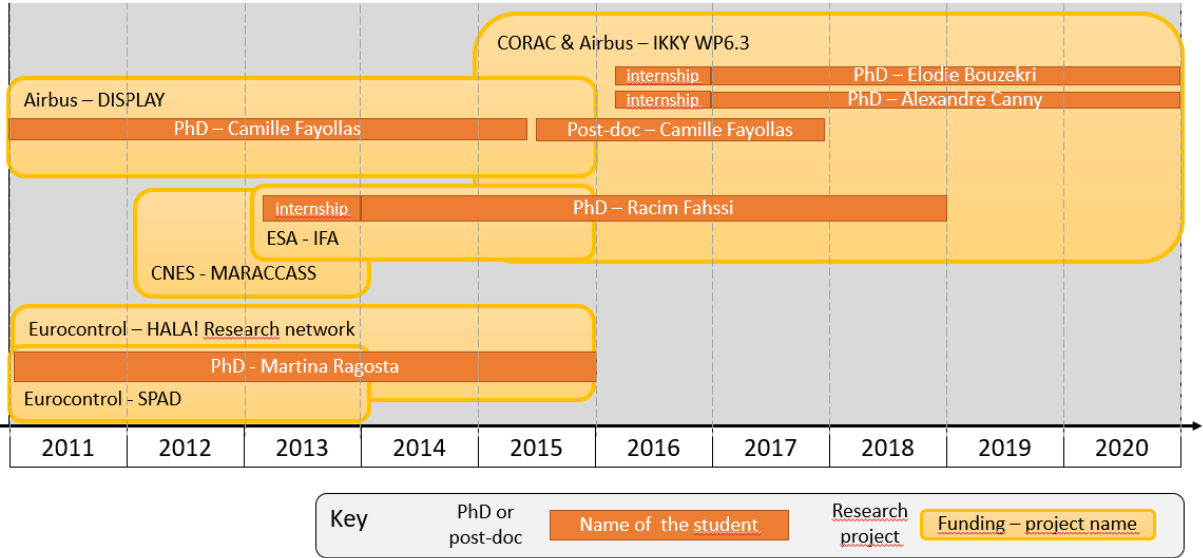 CORAC & Airbus – IKKY WP6.3
internship PhD – Elodie Bouzekri
Airbus – DISPLAY
internship PhD – Alexandre Canny
PhD – Camille Fayollas Post-doc – Camille Fayollas
internship PhD – Racim Fahssi
ESA - IFA
CNES - MARACCASS
Eurocontrol – HALA! Research network
PhD - Martina Ragosta
Eurocontrol - SPAD
2011 2012 2013 2014 2015 2016 2017 2018 2019 2020
Key
PhD or
post-doc
Name of the student
Research
project
Funding – project name